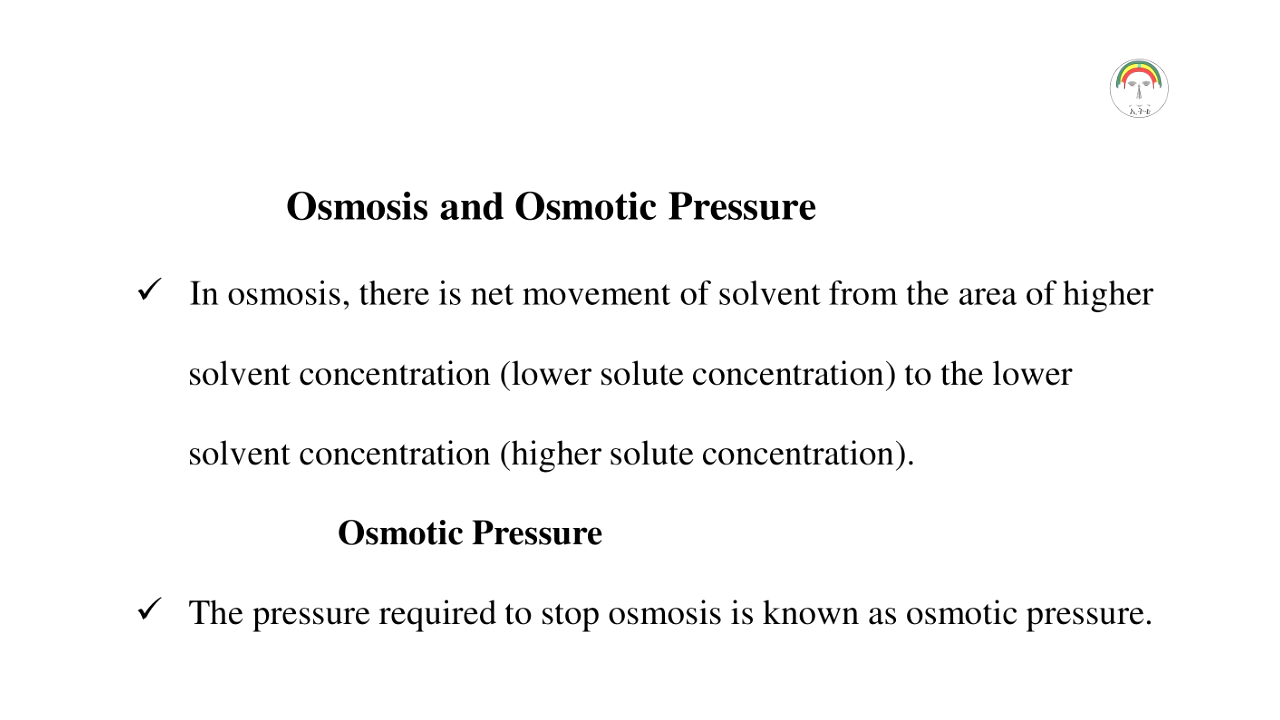 Osmosis and Osmotic Pressure
✓ In osmosis, there is net movement of solvent from the area of higher
solvent concentration (lower solute concentration) to the lower
solvent concentration (higher solute concentration).
Osmotic Pressure
✓ The pressure required to stop osmosis is known as osmotic pressure.